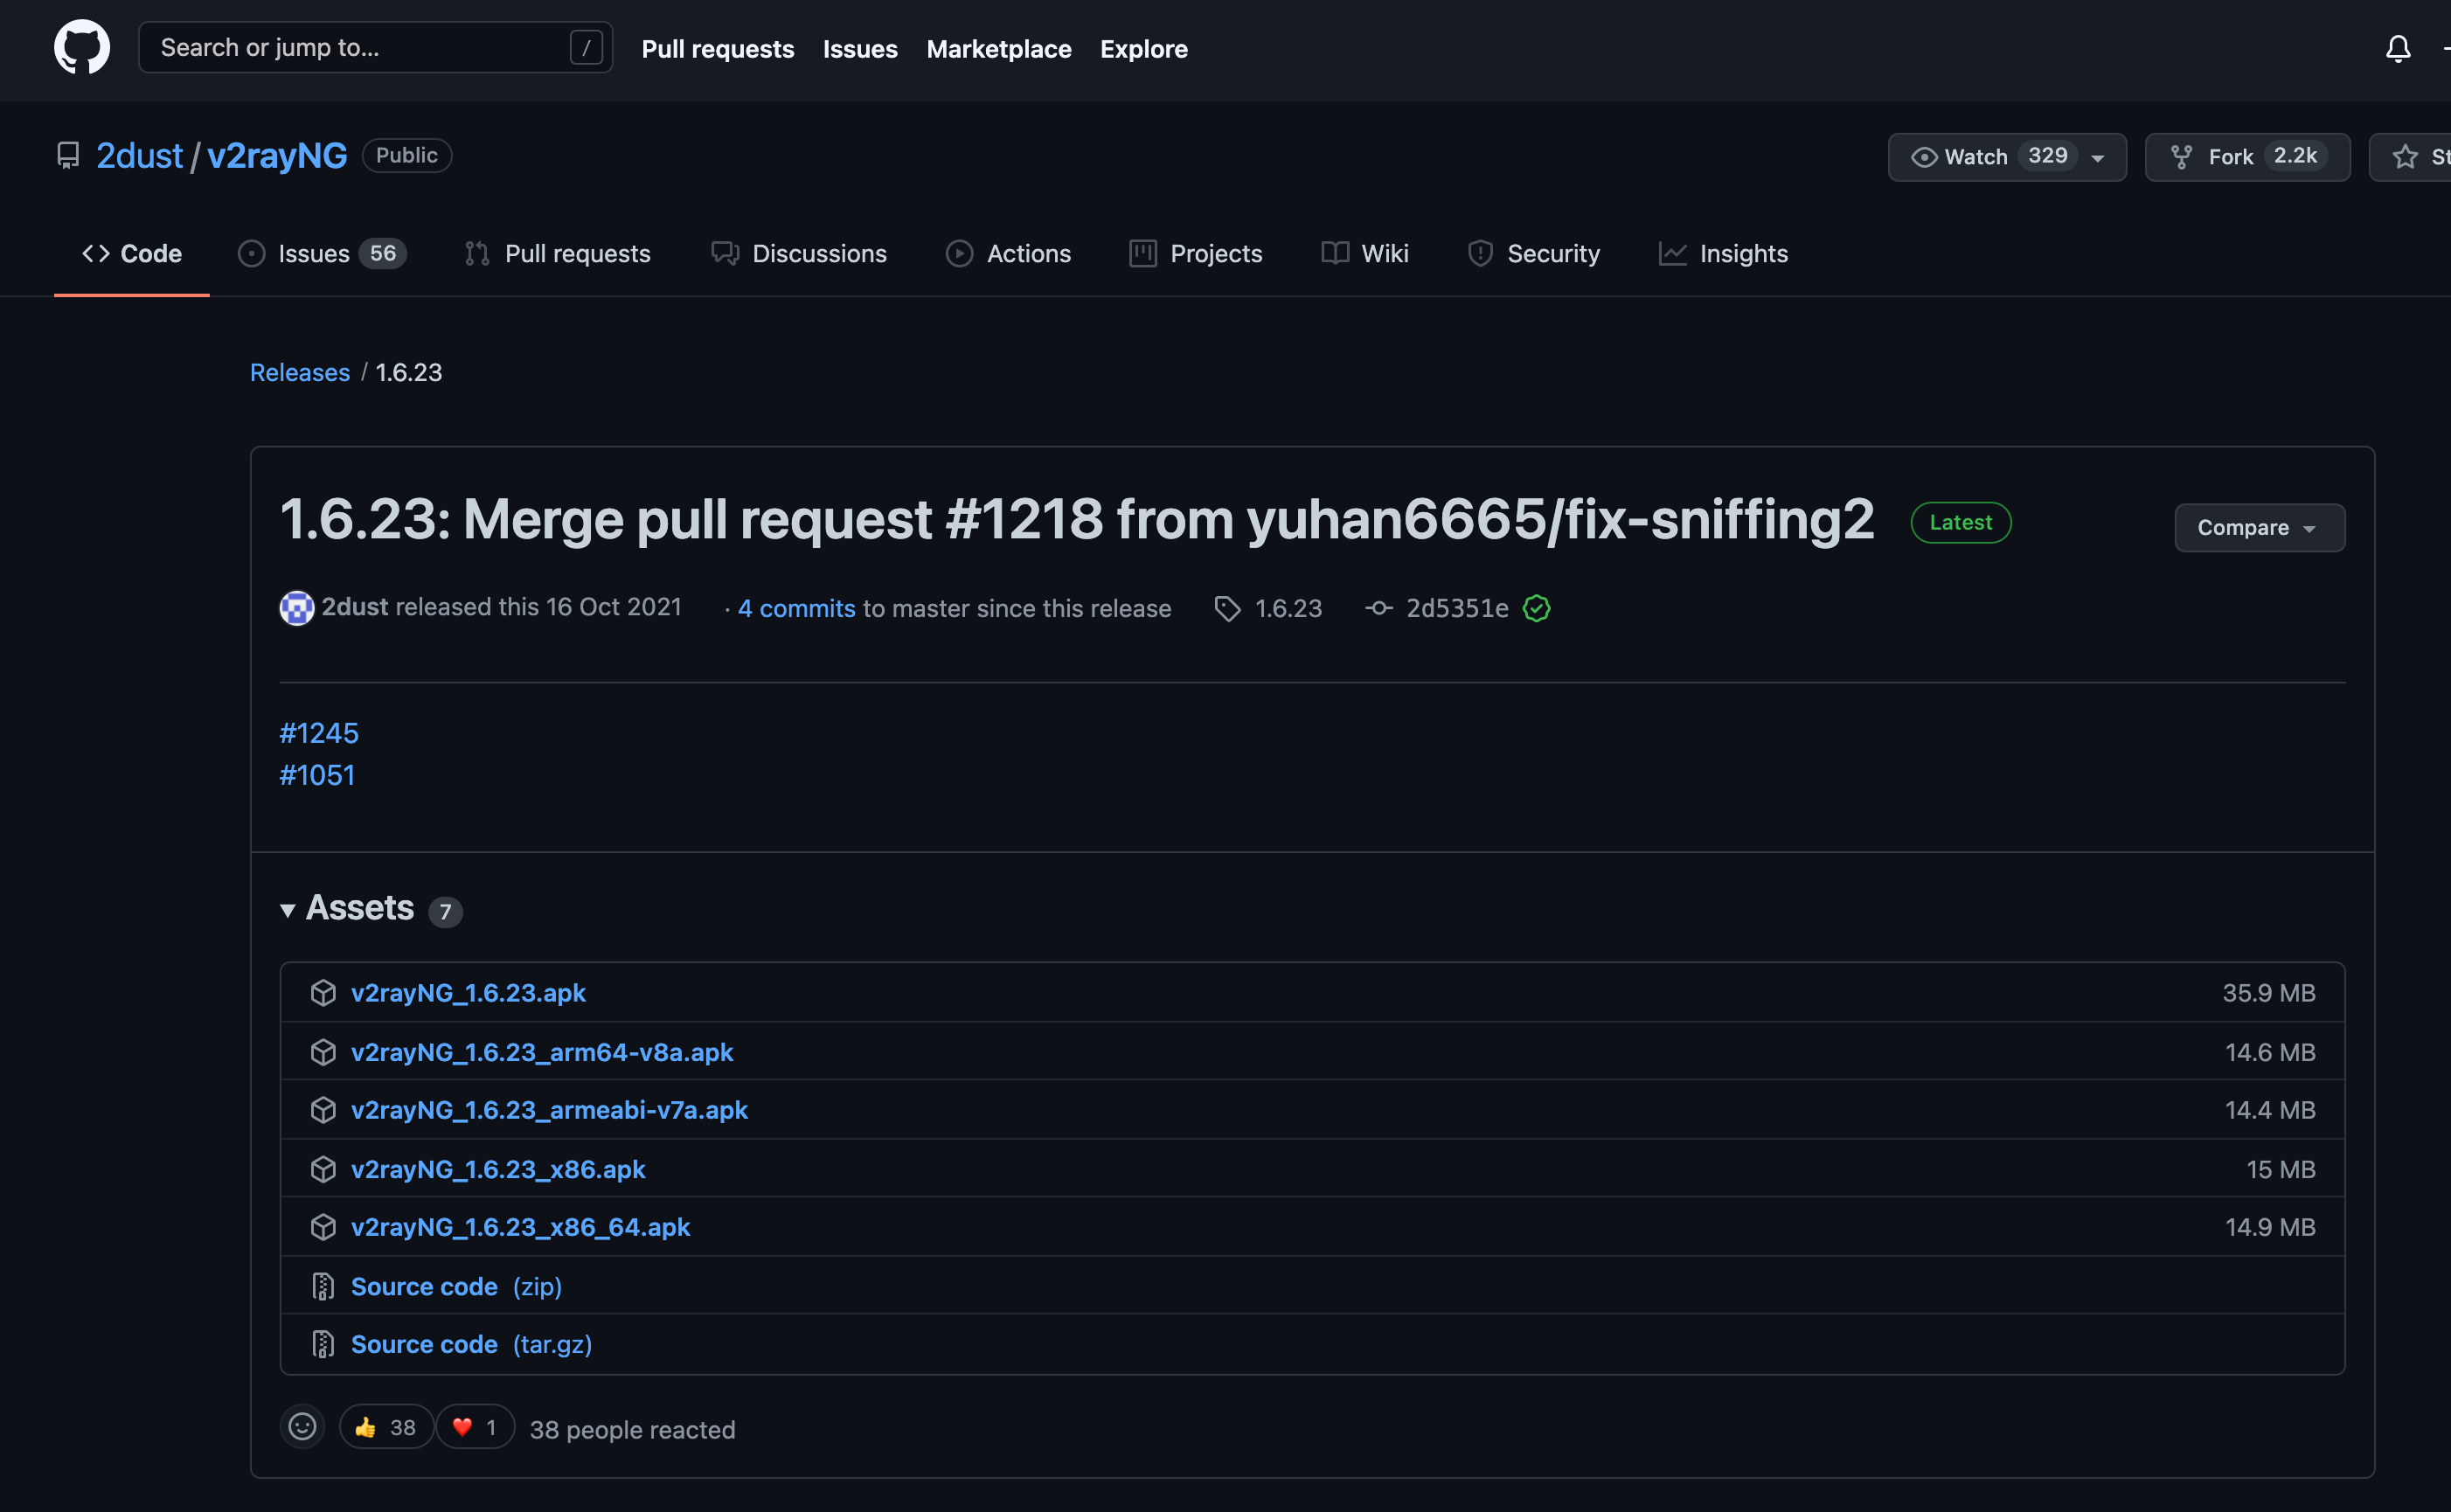 Search or jump to... /
Pull requests Issues Marketplace Explore
2dust / v2rayNG Public
Watch 329 Fork 2.2k St
Code Issues 56 Pull requests Discussions Actions Projects Wiki Security Insights
Releases / 1.6.23
1.6.23: Merge pull request #1218 from yuhan6665/fix-sniffing2 Latest
Compare
2dust released this 16 Oct 2021 · 4 commits to master since this release 1.6.23 2d5351e
#1245
#1051
Assets 7
v2rayNG_1.6.23.apk 35.9 MB
v2rayNG_1.6.23_arm64-v8a.apk 14.6 MB
v2rayNG_1.6.23_armeabi-v7a.apk 14.4 MB
v2rayNG_1.6.23_x86.apk 15 MB
v2rayNG_1.6.23_x86_64.apk 14.9 MB
Source code (zip)
Source code (tar.gz)
👍 38 ❤️ 1 38 people reacted